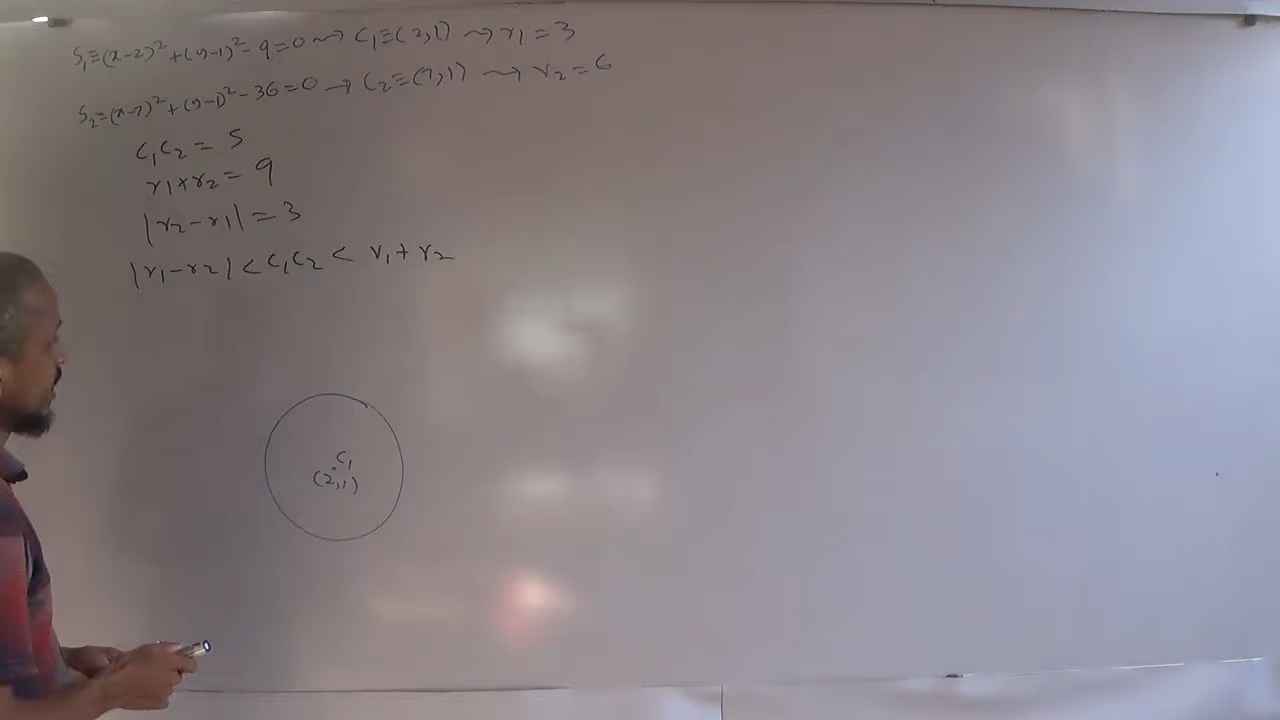 S₁≡(x-2)²+(y-1)²-9=0 ⇝ C₁≡(2,1) ⇝ r₁=3
S₂≡(x-7)²+(y-1)²-36=0 → C₂≡(7,1) ⇝ r₂=6
C₁C₂=5
r₁+r₂=9
|r₂-r₁|=3
|r₁-r₂|<C₁C₂<r₁+r₂
C₁
(2,1)